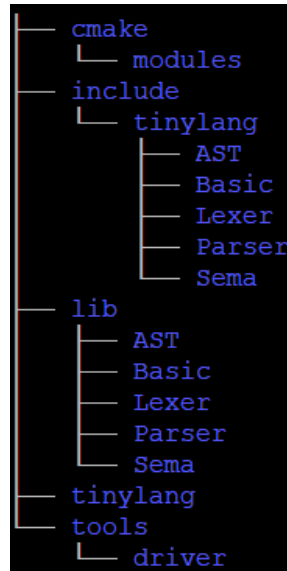 cmake
modules
include
tinylang
AST
Basic
Lexer
Parser
Sema
lib
AST
Basic
Lexer
Parser
Sema
tinylang
tools
driver